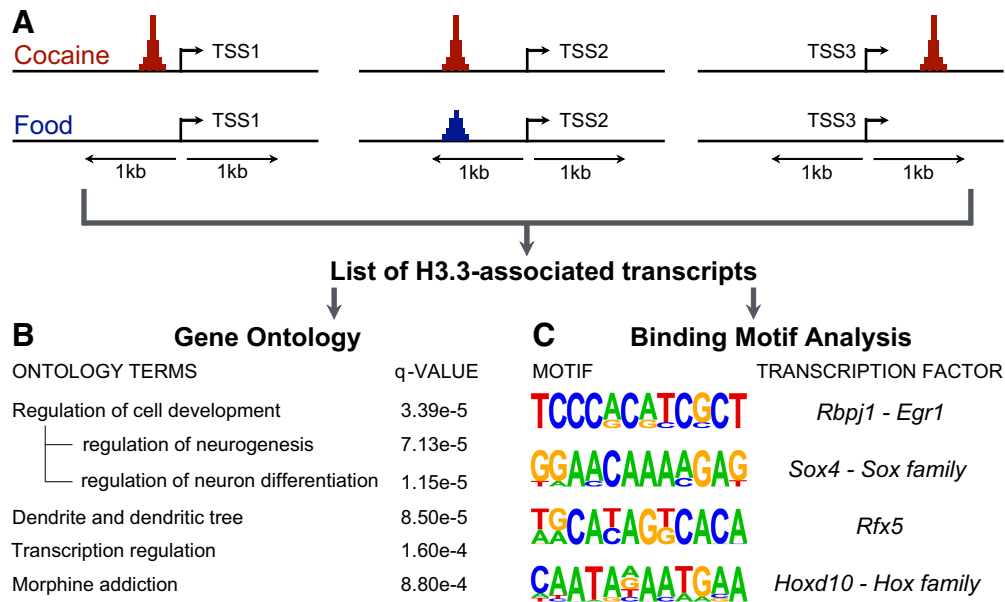 A
Cocaine
TSS1 TSS2 TSS3
Food
TSS1 TSS2 TSS3
1kb 1kb 1kb 1kb 1kb 1kb
List of H3.3-associated transcripts
B Gene Ontology
ONTOLOGY TERMS q-VALUE
Regulation of cell development 3.39e-5
regulation of neurogenesis 7.13e-5
regulation of neuron differentiation 1.15e-5
Dendrite and dendritic tree 8.50e-5
Transcription regulation 1.60e-4
Morphine addiction 8.80e-4
C Binding Motif Analysis
MOTIF TRANSCRIPTION FACTOR
TCCCACATCGCT Rbpj1 - Egr1
GGAACAAAAGAG Sox4 - Sox family
TGCATAGTCACA Rfx5
CAATAAAATGAA Hoxd10 - Hox family